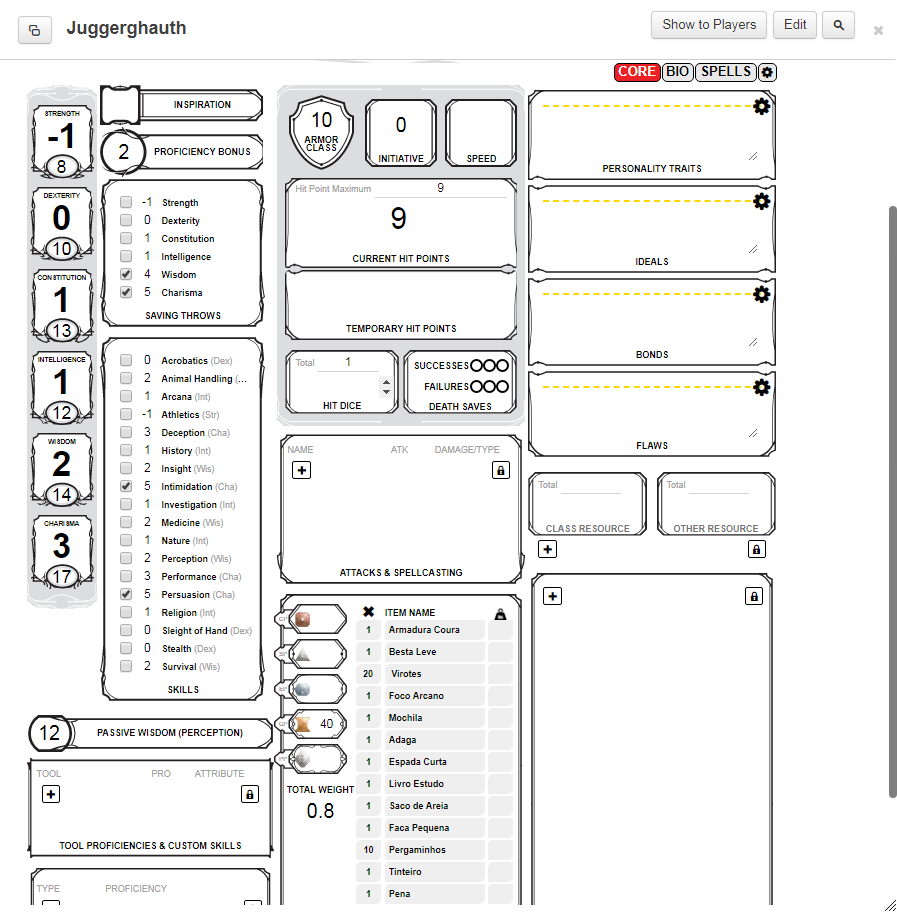 Juggerghauth
Show to Players
Edit
CORE
BIO
SPELLS
STRENGTH
-1
8
DEXTERITY
0
10
CONSTITUTION
1
13
INTELLIGENCE
1
12
WISDOM
2
14
CHARISMA
3
17
INSPIRATION
2 PROFICIENCY BONUS
-1 Strength
0 Dexterity
1 Constitution
1 Intelligence
4 Wisdom
5 Charisma
SAVING THROWS
0 Acrobatics (Dex)
2 Animal Handling (...
1 Arcana (Int)
-1 Athletics (Str)
3 Deception (Cha)
1 History (Int)
2 Insight (Wis)
5 Intimidation (Cha)
1 Investigation (Int)
2 Medicine (Wis)
1 Nature (Int)
2 Perception (Wis)
3 Performance (Cha)
5 Persuasion (Cha)
1 Religion (Int)
0 Sleight of Hand (Dex)
0 Stealth (Dex)
2 Survival (Wis)
SKILLS
12 PASSIVE WISDOM (PERCEPTION)
TOOL PRO ATTRIBUTE
TOOL PROFICIENCIES & CUSTOM SKILLS
TYPE PROFICIENCY
10
ARMOR
CLASS
0
INITIATIVE
SPEED
Hit Point Maximum 9
9
CURRENT HIT POINTS
TEMPORARY HIT POINTS
Total 1
HIT DICE
SUCCESSES
FAILURES
DEATH SAVES
NAME ATK DAMAGE/TYPE
ATTACKS & SPELLCASTING
CP
SP
EP
GP 40
PP
TOTAL WEIGHT
0.8
ITEM NAME
1 Armadura Coura
1 Besta Leve
20 Virotes
1 Foco Arcano
1 Mochila
1 Adaga
1 Espada Curta
1 Livro Estudo
1 Saco de Areia
1 Faca Pequena
10 Pergaminhos
1 Tinteiro
1 Pena
PERSONALITY TRAITS
IDEALS
BONDS
FLAWS
Total
CLASS RESOURCE
Total
OTHER RESOURCE